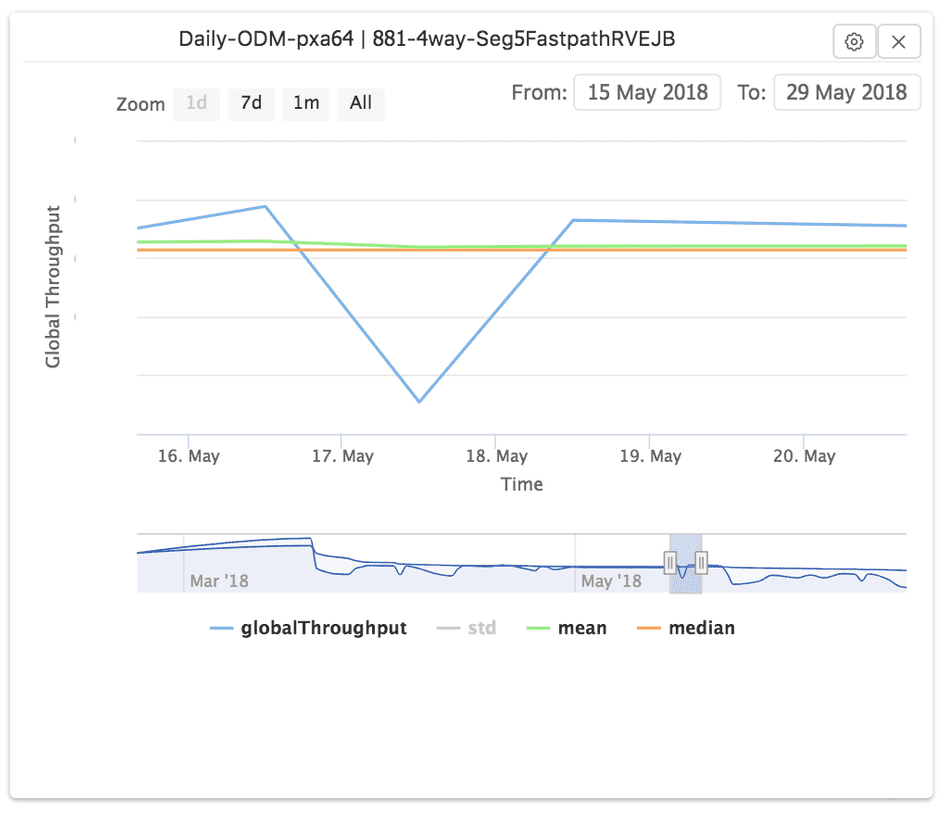 Daily-ODM-pxa64 | 881-4way-Seg5FastpathRVEJB
Zoom 1d 7d 1m All From: 15 May 2018 To: 29 May 2018
Global Throughput
16. May 17. May 18. May 19. May 20. May
Time
Mar '18 May '18
globalThroughput std mean median